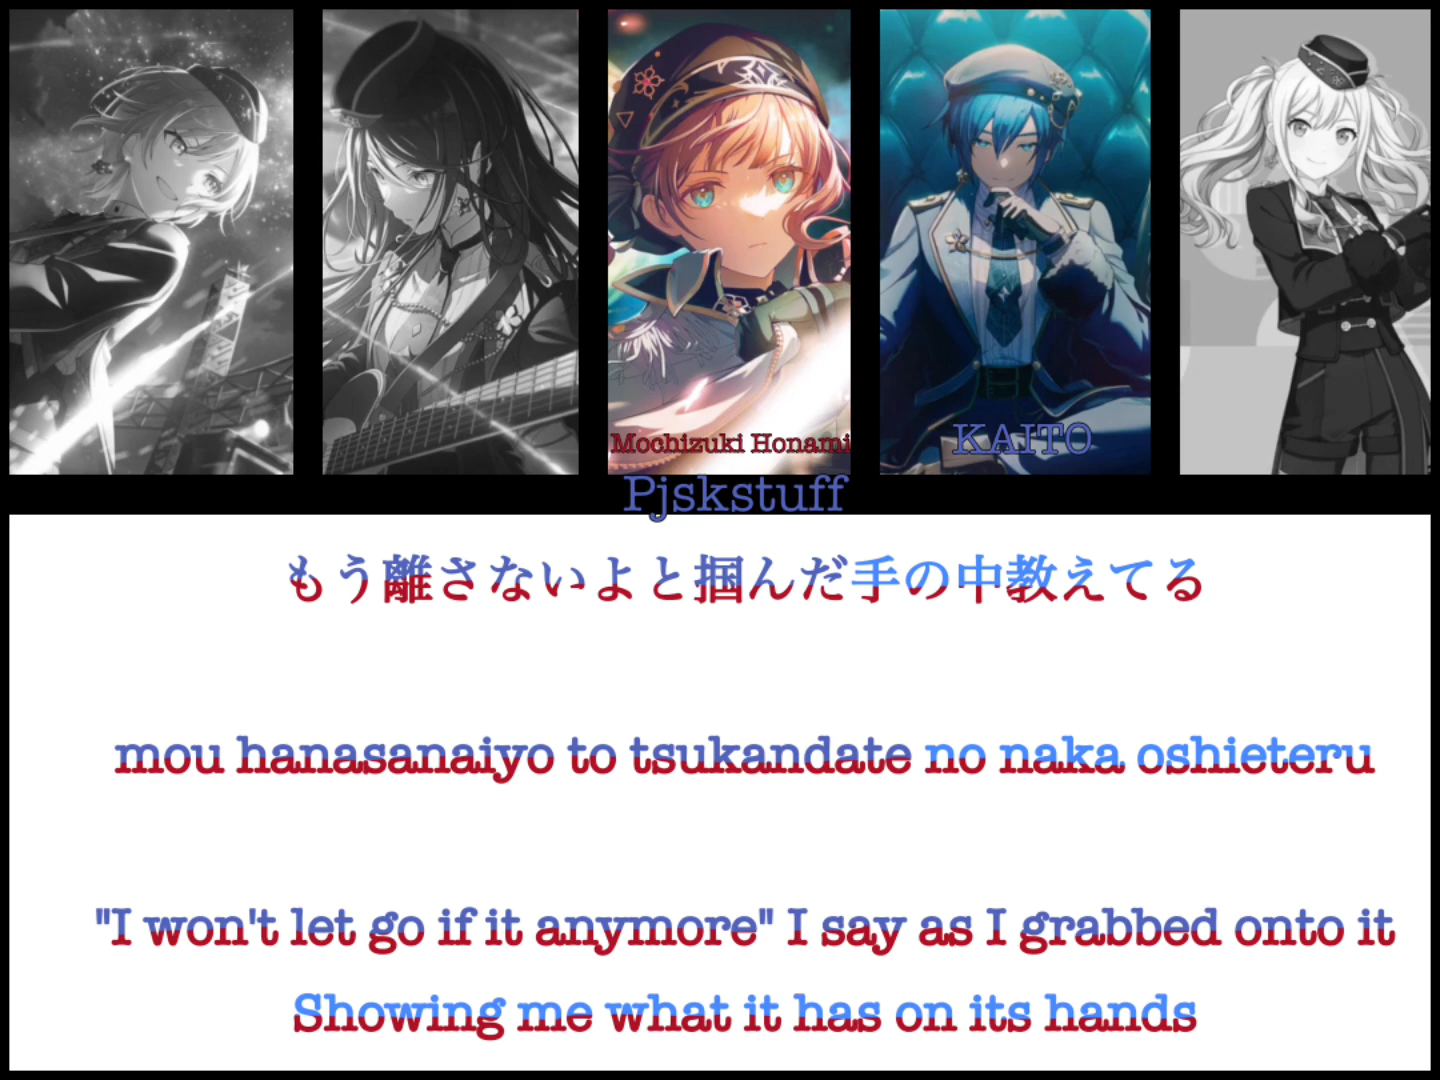 Mochizuki Honami
KAITO
Pjskstuff
もう離さないよと掴んだ手の中教えてる
mou hanasanaiyo to tsukandate no naka oshieteru
"I won't let go if it anymore" I say as I grabbed onto it
Showing me what it has on its hands